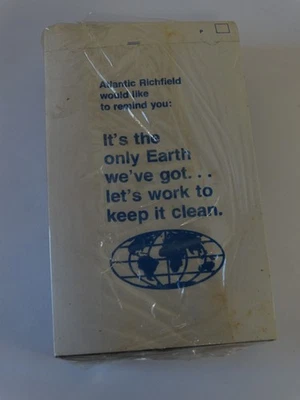 Atlantic Richfield
would like
to remind you:
It's the
only Earth
we've got...
let's work to
keep it clean.